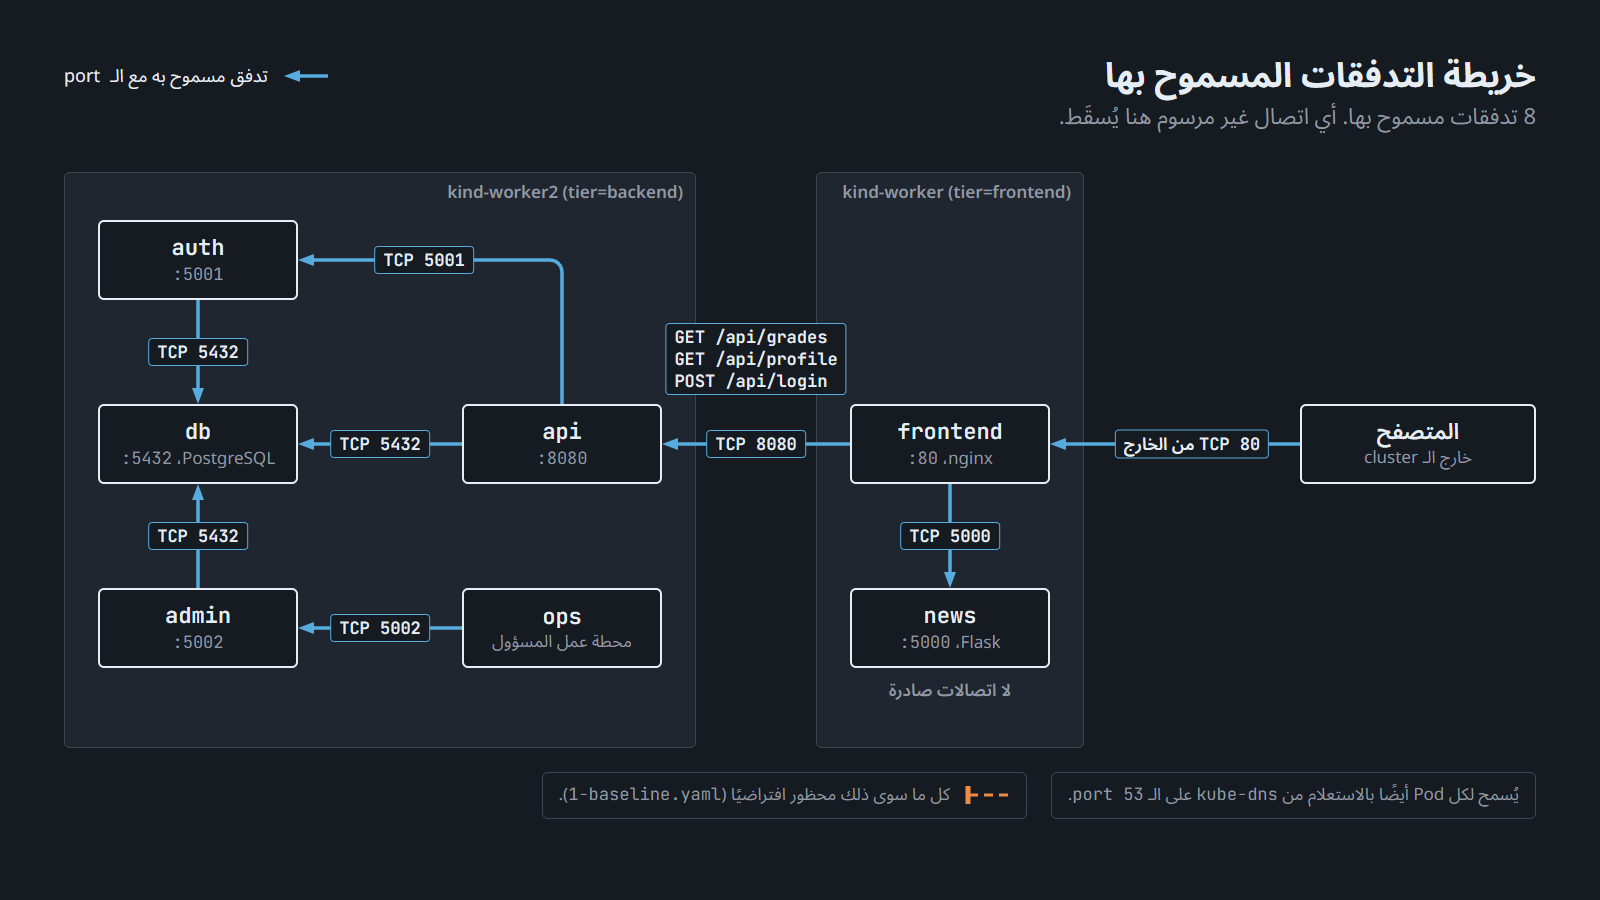 خريطة التدفقات المسموح بها
8 تدفقات مسموح بها. أي اتصال غير مرسوم هنا يُسقَط.
تدفق مسموح به مع الـ port
kind-worker (tier=frontend)
kind-worker2 (tier=backend)
المتصفح
خارج الـ cluster
TCP 80 من الخارج
frontend
nginx، 80:
TCP 5000
news
Flask، 5000:
لا اتصالات صادرة
GET /api/grades
GET /api/profile
POST /api/login
TCP 8080
api
:8080
TCP 5001
auth
:5001
TCP 5432
TCP 5432
db
PostgreSQL، 5432:
TCP 5432
ops
محطة عمل المسؤول
TCP 5002
admin
:5002
يُسمح لكل Pod أيضًا بالاستعلام من kube-dns على الـ port 53.
كل ما سوى ذلك محظور افتراضيًا (1-baseline.yaml).